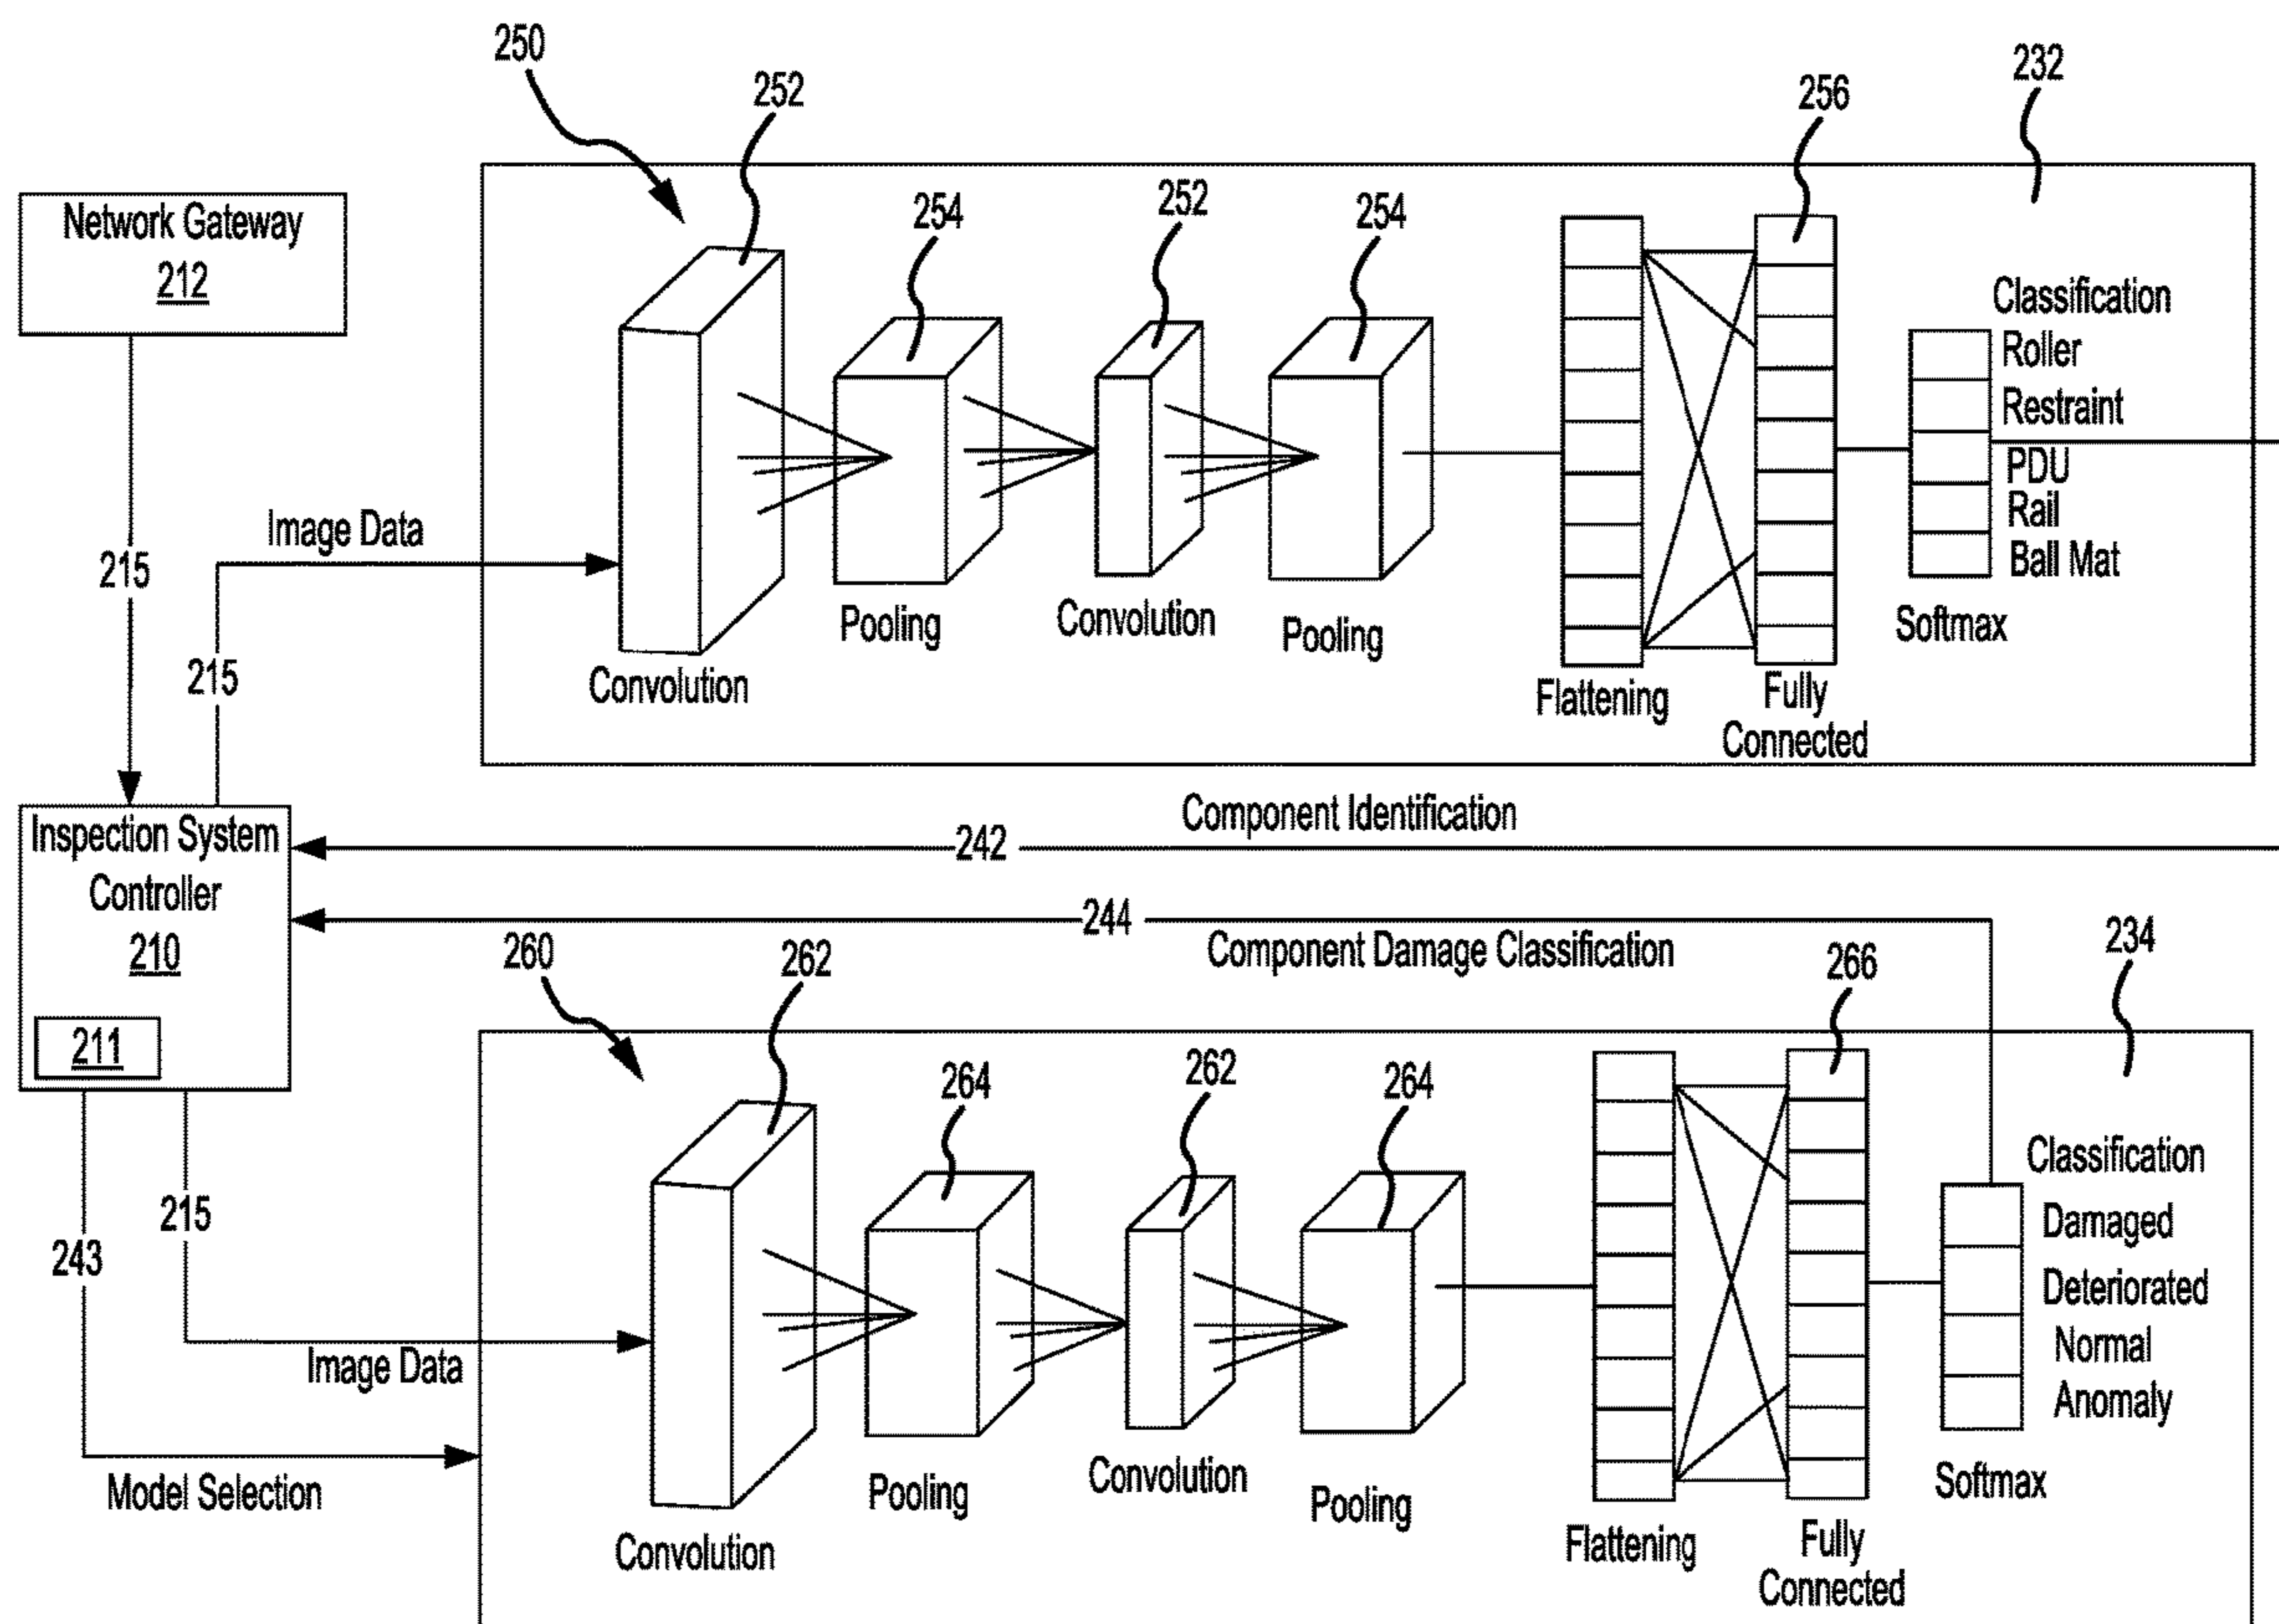 250
252
254
252
254
256
232
Network Gateway
212
215
Image Data
215
Convolution
Pooling
Convolution
Pooling
Flattening
Fully
Connected
Softmax
Classification
Roller
Restraint
PDU
Rail
Ball Mat
Component Identification
242
Inspection System
Controller
210
211
244
Component Damage Classification
260
262
264
262
264
266
234
215
243
Image Data
Model Selection
Convolution
Pooling
Convolution
Pooling
Flattening
Fully
Connected
Softmax
Classification
Damaged
Deteriorated
Normal
Anomaly